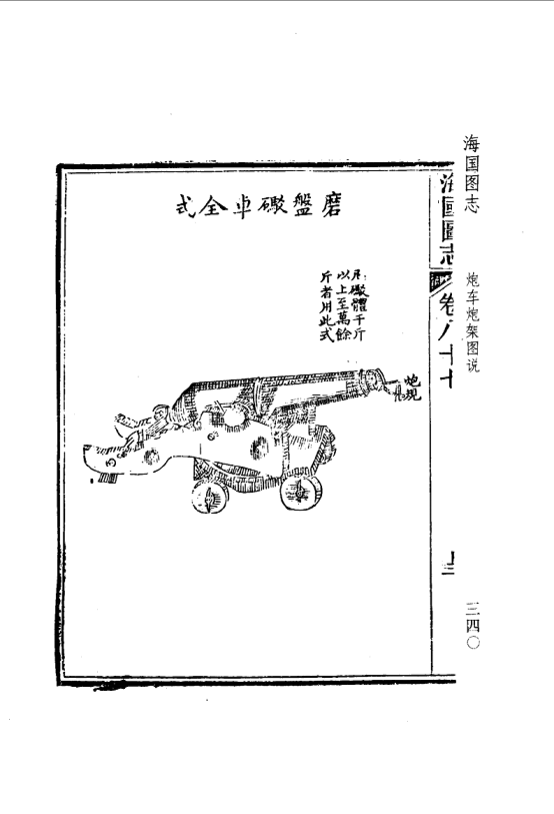 海国图志
炮车炮架图说
三四〇
海國圖志
卷八十七
磨盤礮車全式
礮體千斤
以上至萬餘
斤者用此式
炮規